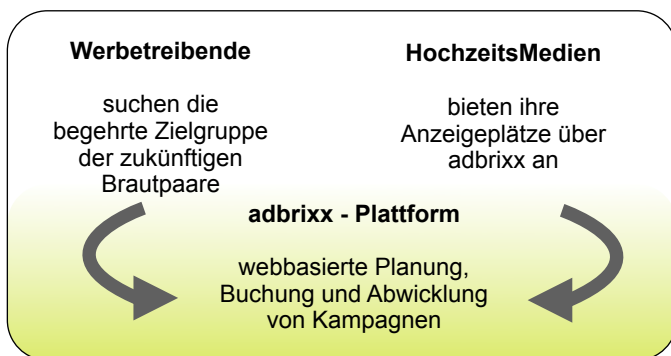 Werbetreibende
suchen die
begehrte Zielgruppe
der zukünftigen
Brautpaare
HochzeitsMedien
bieten ihre
Anzeigeplätze über
adbrixx an
adbrixx - Plattform
webbasierte Planung,
Buchung und Abwicklung
von Kampagnen